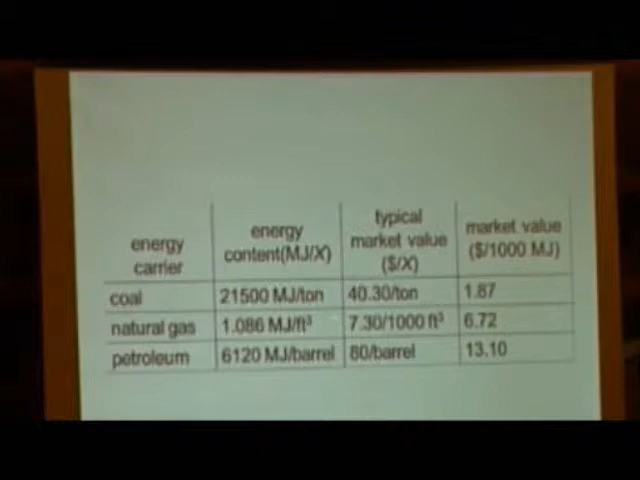 energy carrier | energy content(MJ/X) | typical market value ($/X) | market value ($/1000 MJ)
coal | 21500 MJ/ton | 40.30/ton | 1.87
natural gas | 1.086 MJ/ft³ | 7.30/1000 ft³ | 6.72
petroleum | 6120 MJ/barrel | 80/barrel | 13.10